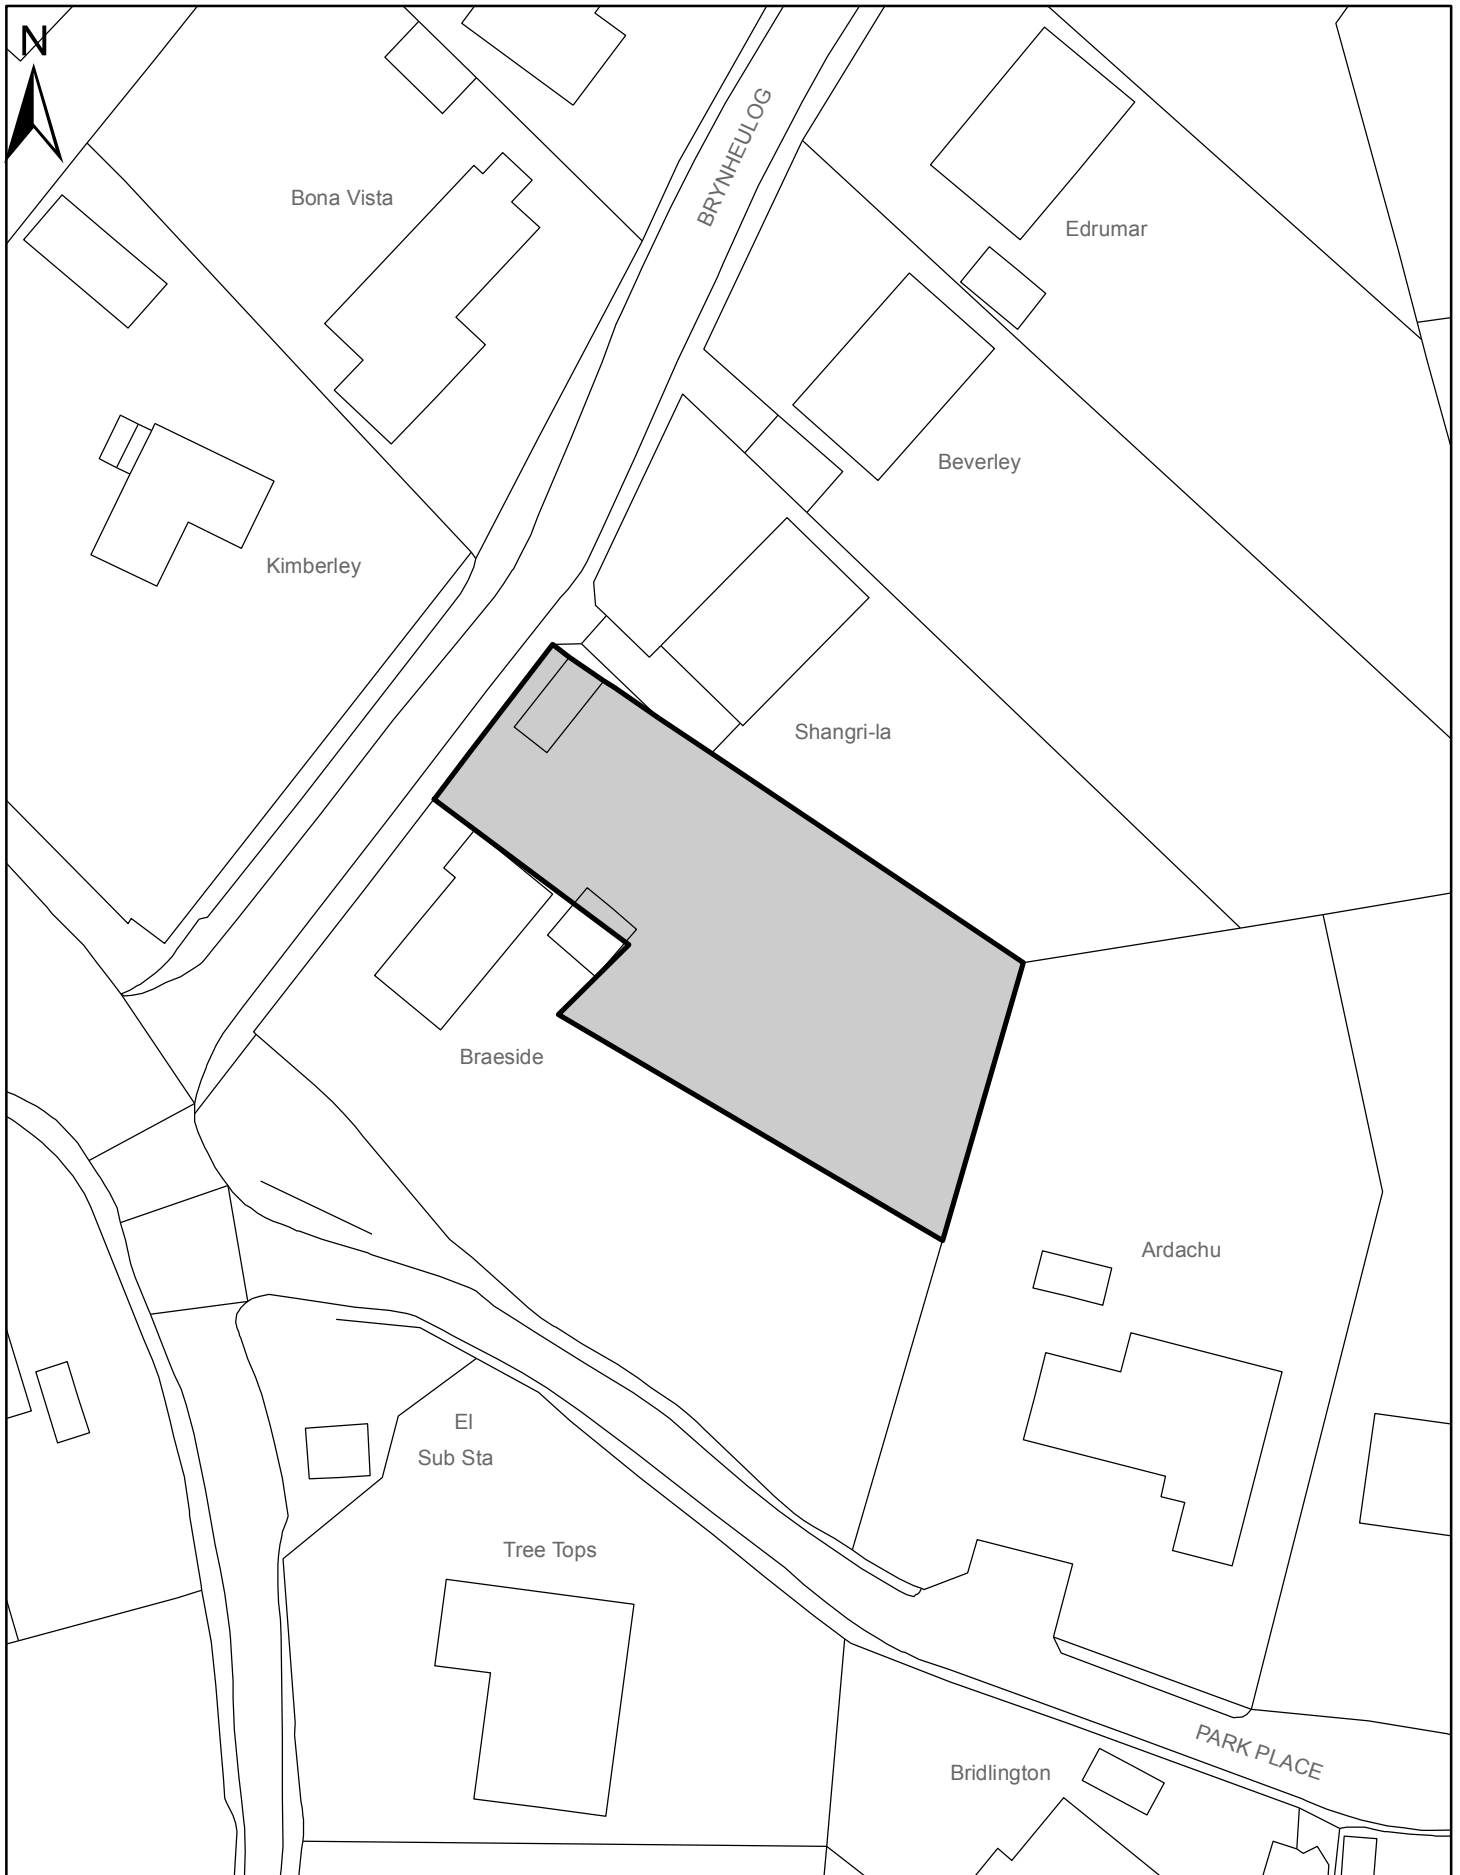 N
BRYNHEULOG
Bona Vista
Edrumar
Beverley
Kimberley
Shangri-la
Braeside
Ardachu
El
Sub Sta
Tree Tops
PARK PLACE
Bridlington